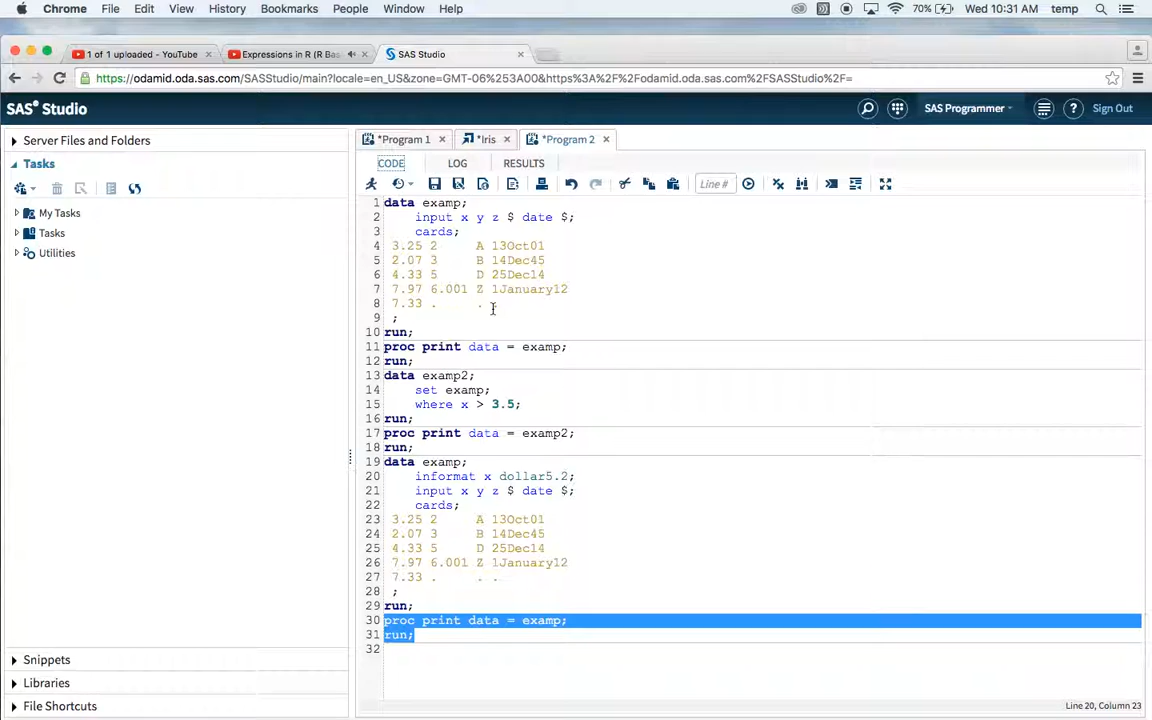 Chrome File Edit View History Bookmarks People Window Help 70% Wed 10:31 AM temp
1 of 1 uploaded - YouTube Expressions in R (R Bas SAS Studio
https://odamid.oda.sas.com/SASStudio/main?locale=en_US&zone=GMT-06%253A00&https%3A%2F%2Fodamid.oda.sas.com%2FSASStudio%2F=
SAS® Studio SAS Programmer Sign Out
Server Files and Folders
Tasks
My Tasks
Tasks
Utilities
Snippets
Libraries
File Shortcuts
*Program 1 *Iris *Program 2
CODE LOG RESULTS
Line #
1 data examp;
2 input x y z $ date $;
3 cards;
4 3.25 2 A 13Oct01
5 2.07 3 B 14Dec45
6 4.33 5 D 25Dec14
7 7.97 6.001 Z 1January12
8 7.33 . . .
9 ;
10 run;
11 proc print data = examp;
12 run;
13 data examp2;
14 set examp;
15 where x > 3.5;
16 run;
17 proc print data = examp2;
18 run;
19 data examp;
20 informat x dollar5.2;
21 input x y z $ date $;
22 cards;
23 3.25 2 A 13Oct01
24 2.07 3 B 14Dec45
25 4.33 5 D 25Dec14
26 7.97 6.001 Z 1January12
27 7.33 . . .
28 ;
29 run;
30 proc print data = examp;
31 run;
32
Line 20, Column 23